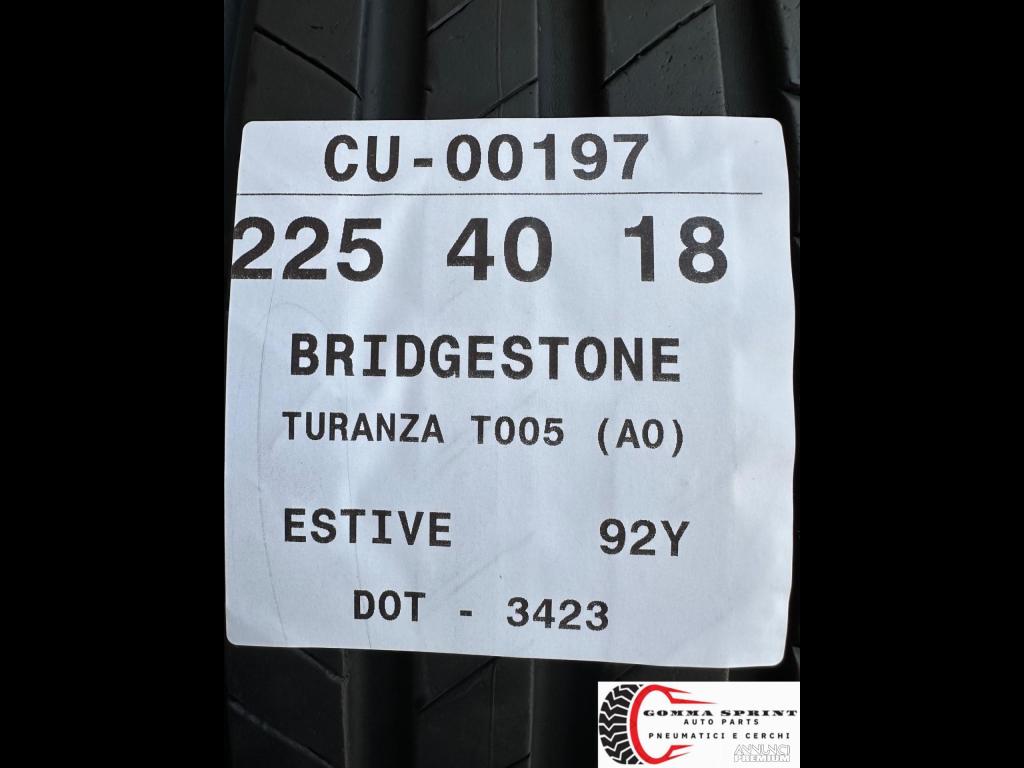 CU-00197
225 40 18
BRIDGESTONE
TURANZA T005 (AO)
ESTIVE 92Y
DOT - 3423
GOMMA SPRINT
AUTO PARTS
PNEUMATICI E CERCHI
ANNUNCI
PREMIUM